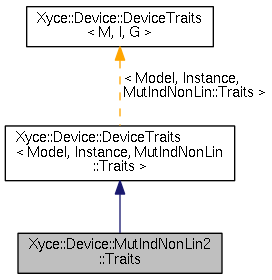 Xyce::Device::DeviceTraits
< M, I, G >
< Model, Instance,
MutIndNonLin::Traits >
Xyce::Device::DeviceTraits
< Model, Instance, MutIndNonLin
::Traits >
Xyce::Device::MutIndNonLin2
::Traits